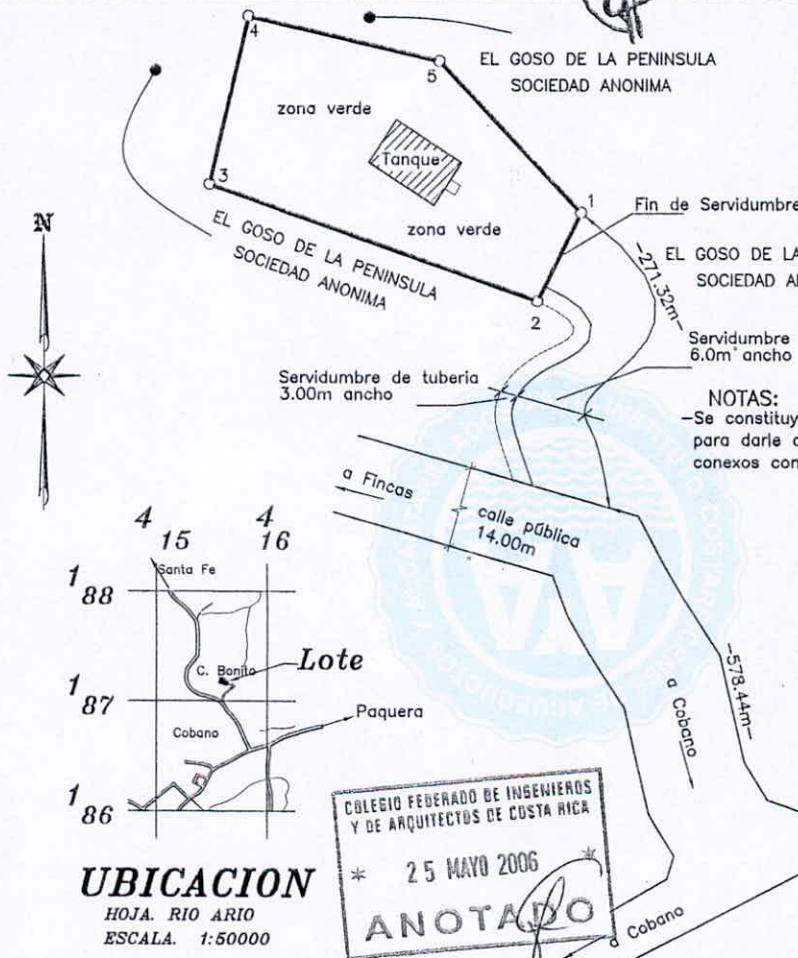 4
5
EL GOSO DE LA PENINSULA
SOCIEDAD ANONIMA
zona verde
Tanque
3
1
Fin de Servidumbre
zona verde
EL GOSO DE LA PENINSULA
SOCIEDAD ANONIMA
N
-271.32m-
EL GOSO DE LA
SOCIEDAD
2
Servidumbre
6.0m ancho
Servidumbre de tuberia
3.00m ancho
NOTAS:
-Se
para darle
conexos con
a Fincas
calle pública
14.00m
AYA
4 15
4 16
Santa Fe
1 88
C. Bonito
Lote
1 87
Paquera
Cobano
1 86
a Cobano
-578.44m-
COLEGIO FEDERADO DE INGENIEROS
Y DE ARQUITECTOS DE COSTA RICA
* 25 MAYO 2006 *
ANOTADO
a Cobano
UBICACION
HOJA. RIO ARIO
ESCALA. 1:50000